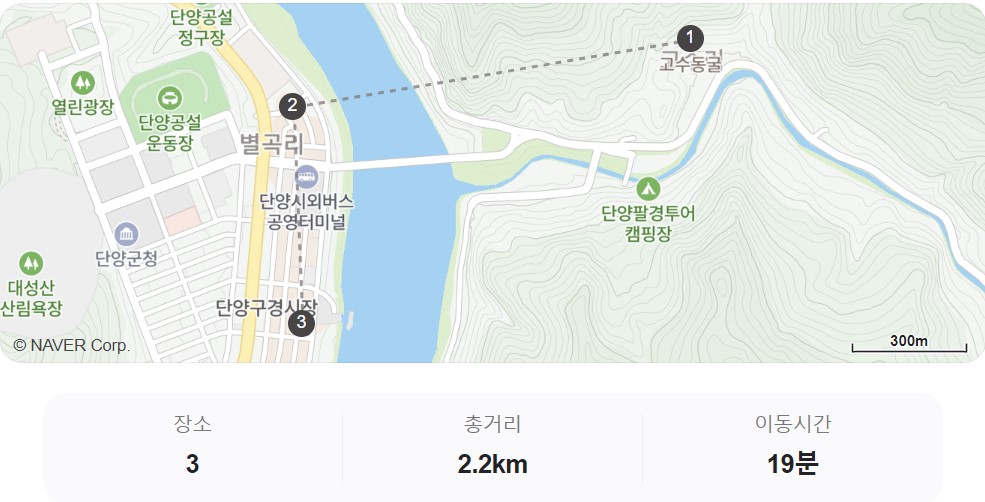 단양공설
정구장
1
고수동굴
열린광장
2
단양공설
운동장
별곡리
단양시외버스
공영터미널
단양팔경투어
캠핑장
단양군청
대성산
산림욕장
단양구경시장
3
© NAVER Corp.
300m
장소
총거리
이동시간
3
2.2km
19분